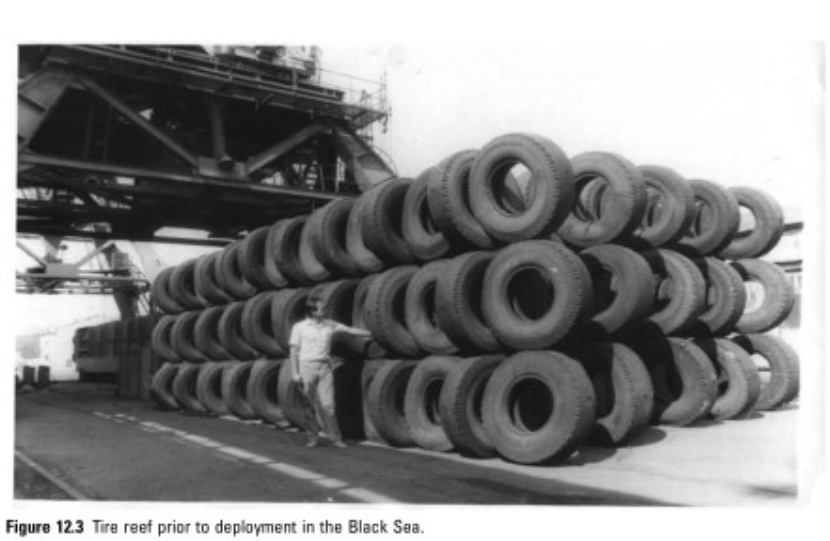 Figure 12.3 Tire reef prior to deployment in the Black Sea.